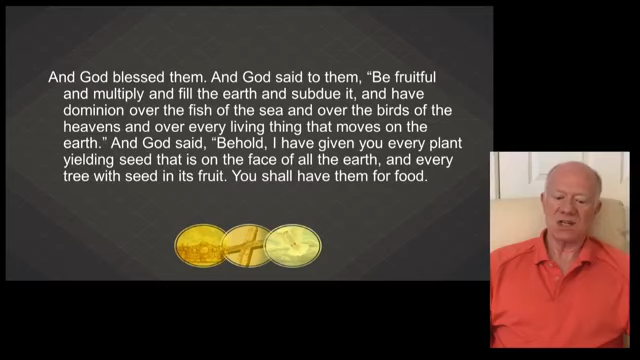 And God blessed them. And God said to them, “Be fruitful
and multiply and fill the earth and subdue it, and have
dominion over the fish of the sea and over the birds of the
heavens and over every living thing that moves on the
earth.” And God said, “Behold, I have given you every plant
yielding seed that is on the face of all the earth, and every
tree with seed in its fruit. You shall have them for food.